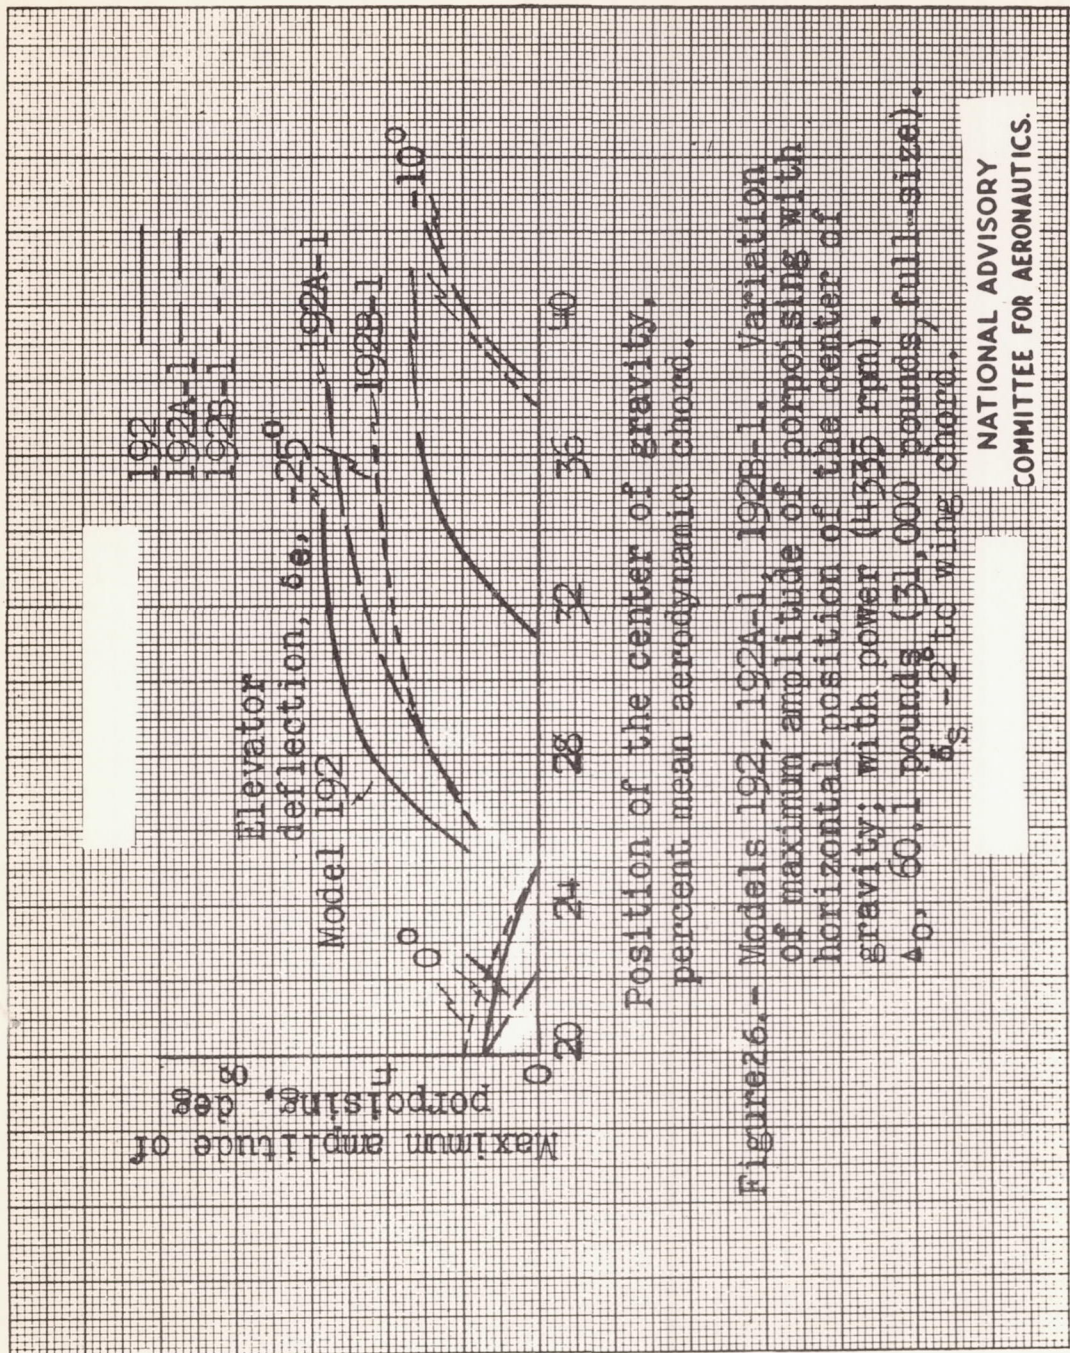 192
192A-1
192B-1
Elevator
deflection, δe, -25°
Model 192
192A-1
192B-1
0°
-10°
Maximum amplitude of
porpoising, deg
8
4
0
20
24
28
32
36
40
Position of the center of gravity,
percent mean aerodynamic chord.
Figure 26.- Models 192, 192A-1, 192B-1. Variation
of maximum amplitude of porpoising with
horizontal position of the center of
gravity; with power (4335 rpm).
Δo, 60.1 pounds (31,000 pounds, full size).
δs -2° to wing chord.
NATIONAL ADVISORY
COMMITTEE FOR AERONAUTICS.